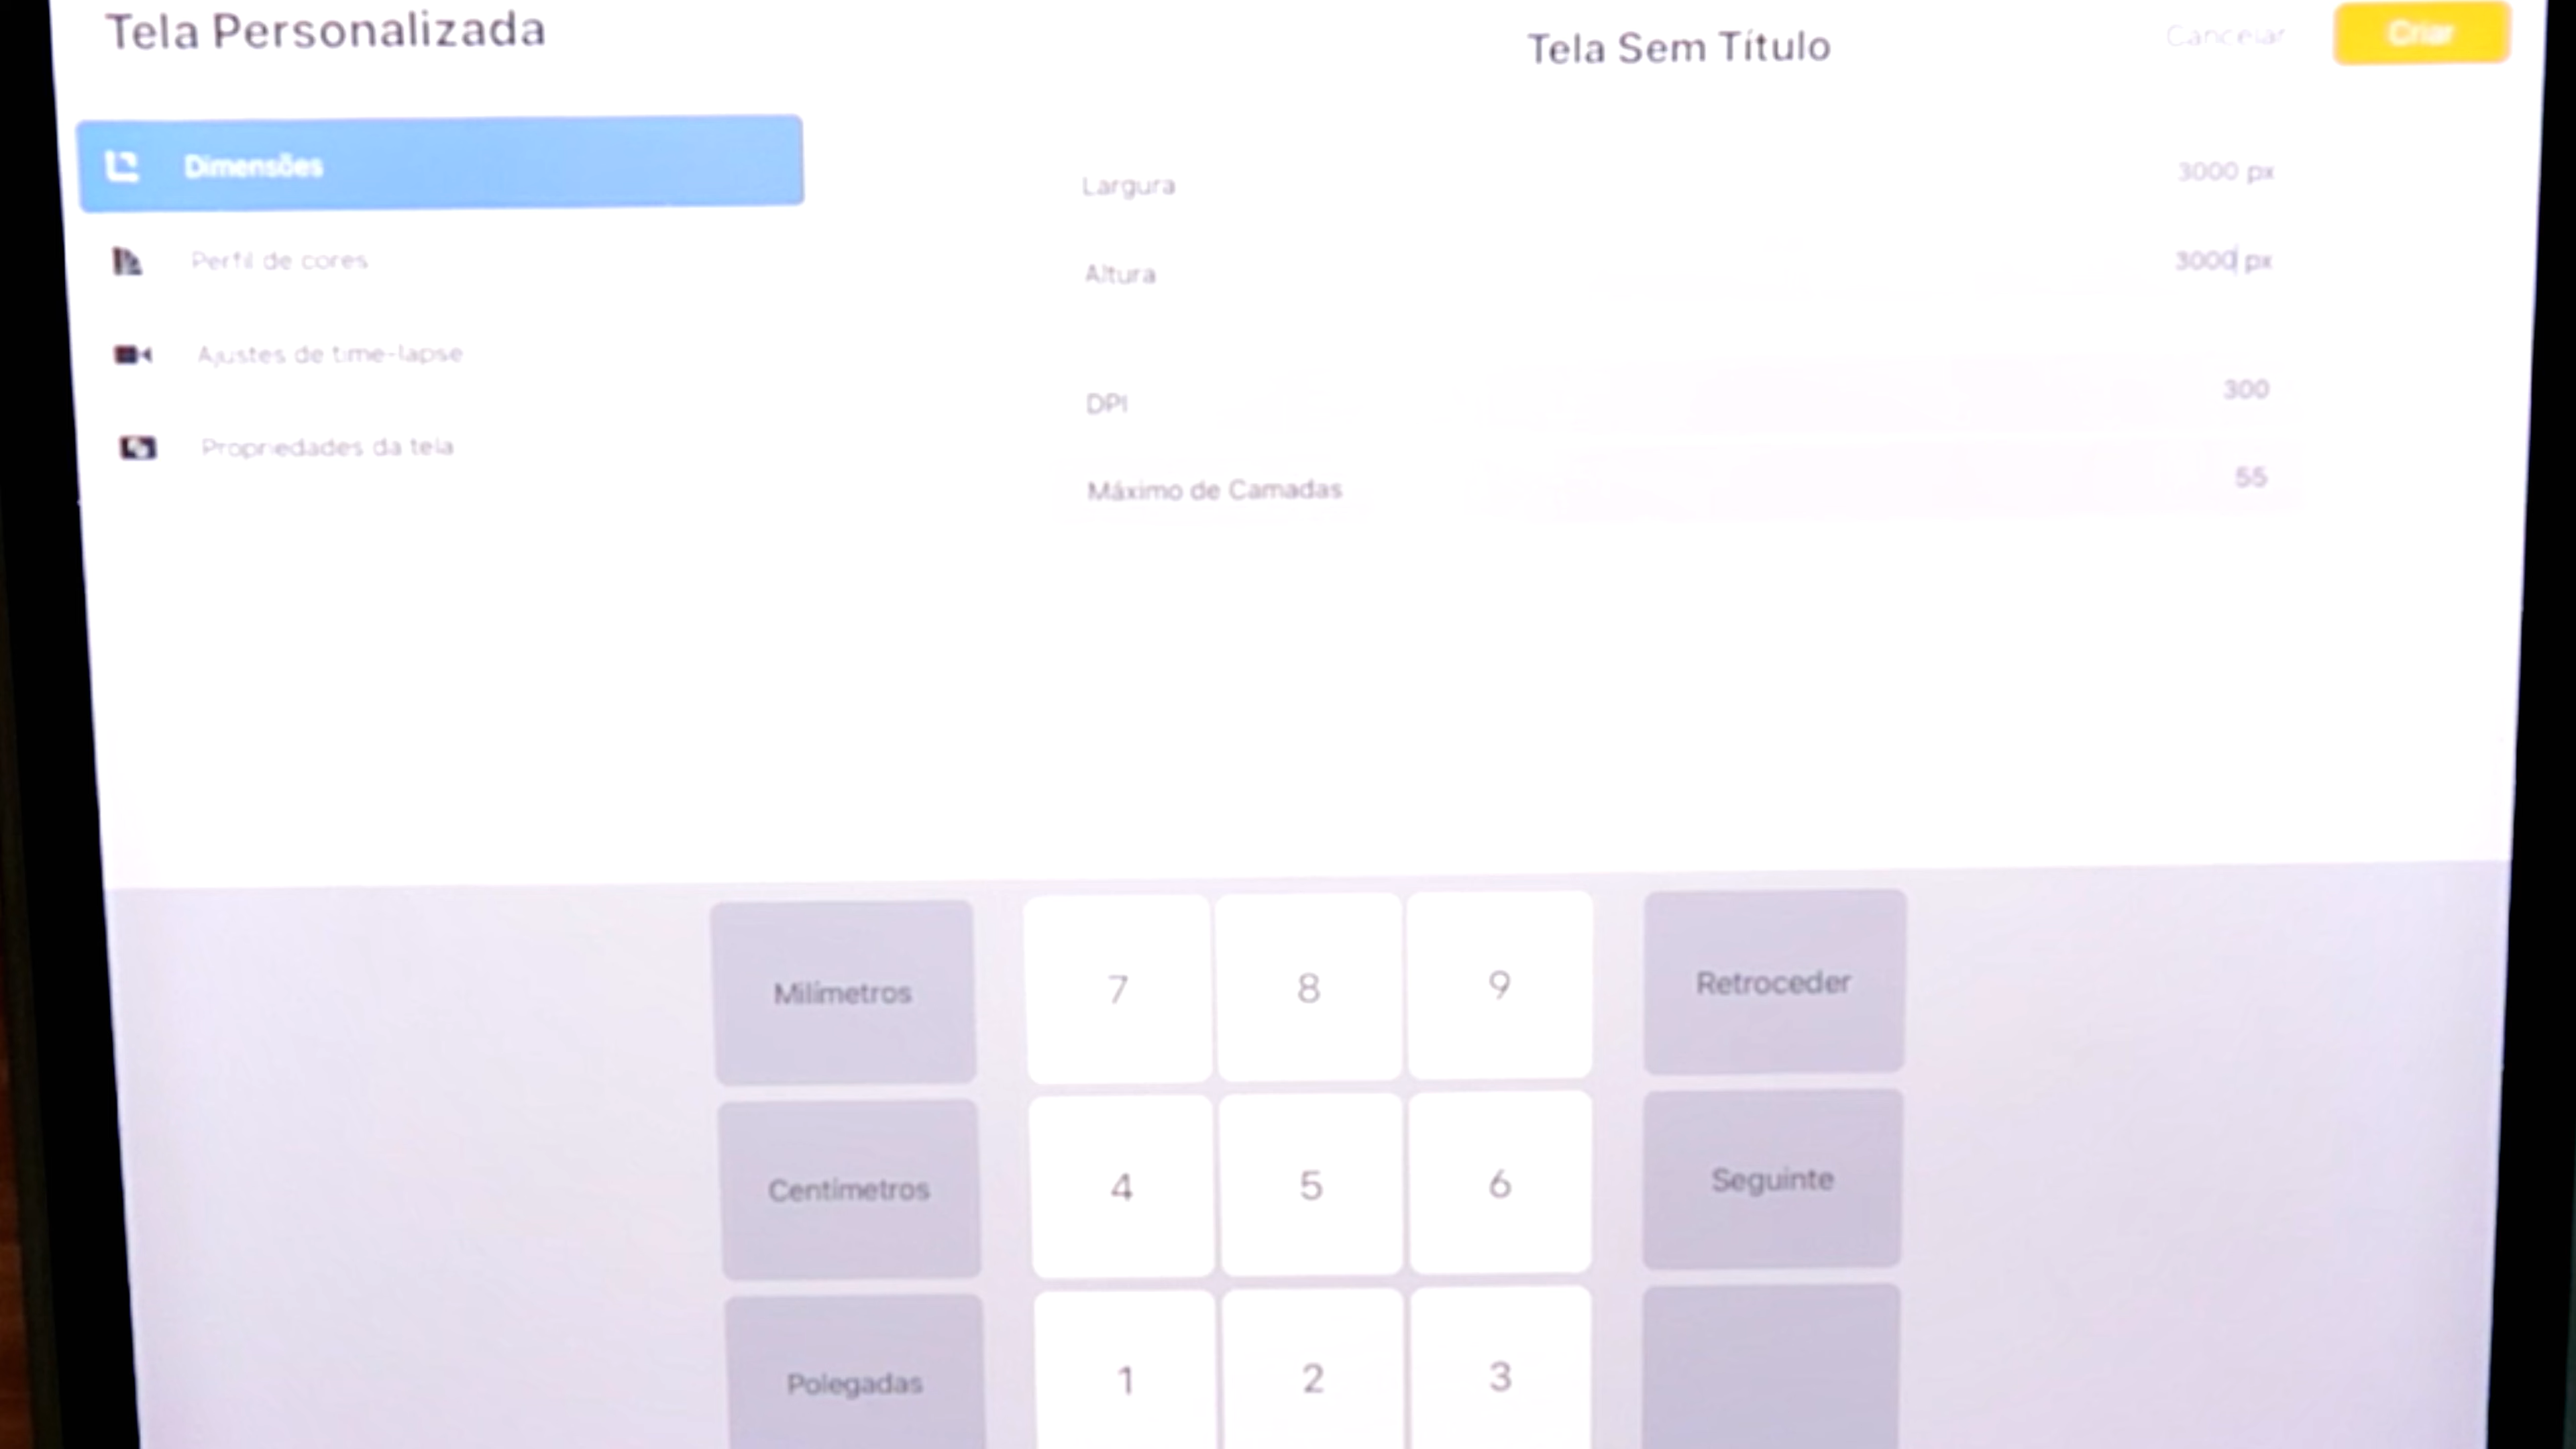 Tela Personalizada
Tela Sem Título
Cancelar
Criar
Dimensões
Perfil de cores
Ajustes de time-lapse
Propriedades da tela
Largura
3000 px
Altura
3000 px
DPI
300
Máximo de Camadas
55
Milímetros
7
8
9
Retroceder
Centímetros
4
5
6
Seguinte
Polegadas
1
2
3